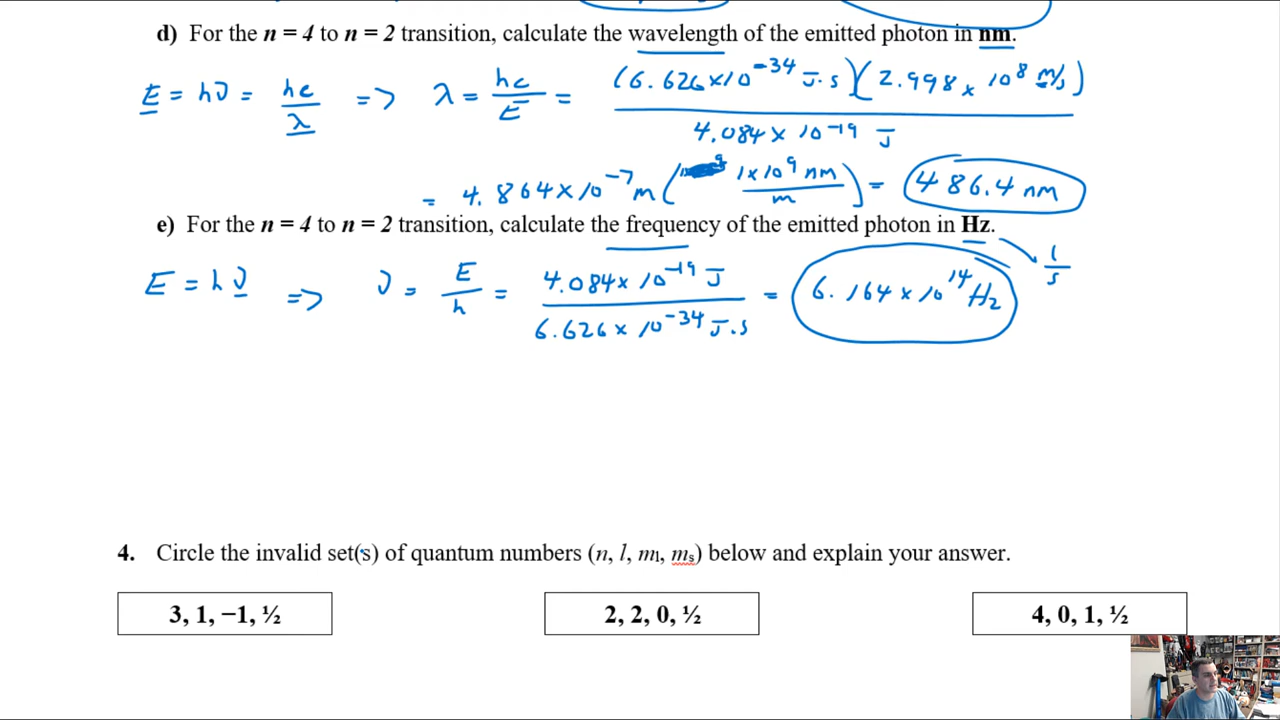 d) For the n = 4 to n = 2 transition, calculate the wavelength of the emitted photon in nm.
E = hν = hc/λ => λ = hc/E = (6.626×10⁻³⁴ J·s)(2.998×10⁸ m/s) / 4.084×10⁻¹⁹ J
= 4.864×10⁻⁷ m (1×10⁹ nm / m) = 486.4 nm
e) For the n = 4 to n = 2 transition, calculate the frequency of the emitted photon in Hz.
1/s
E = hν => ν = E/h = 4.084×10⁻¹⁹ J / 6.626×10⁻³⁴ J·s = 6.164×10¹⁴ Hz
4. Circle the invalid set(s) of quantum numbers (n, l, mₗ, mₛ) below and explain your answer.
3, 1, −1, ½ 2, 2, 0, ½ 4, 0, 1, ½